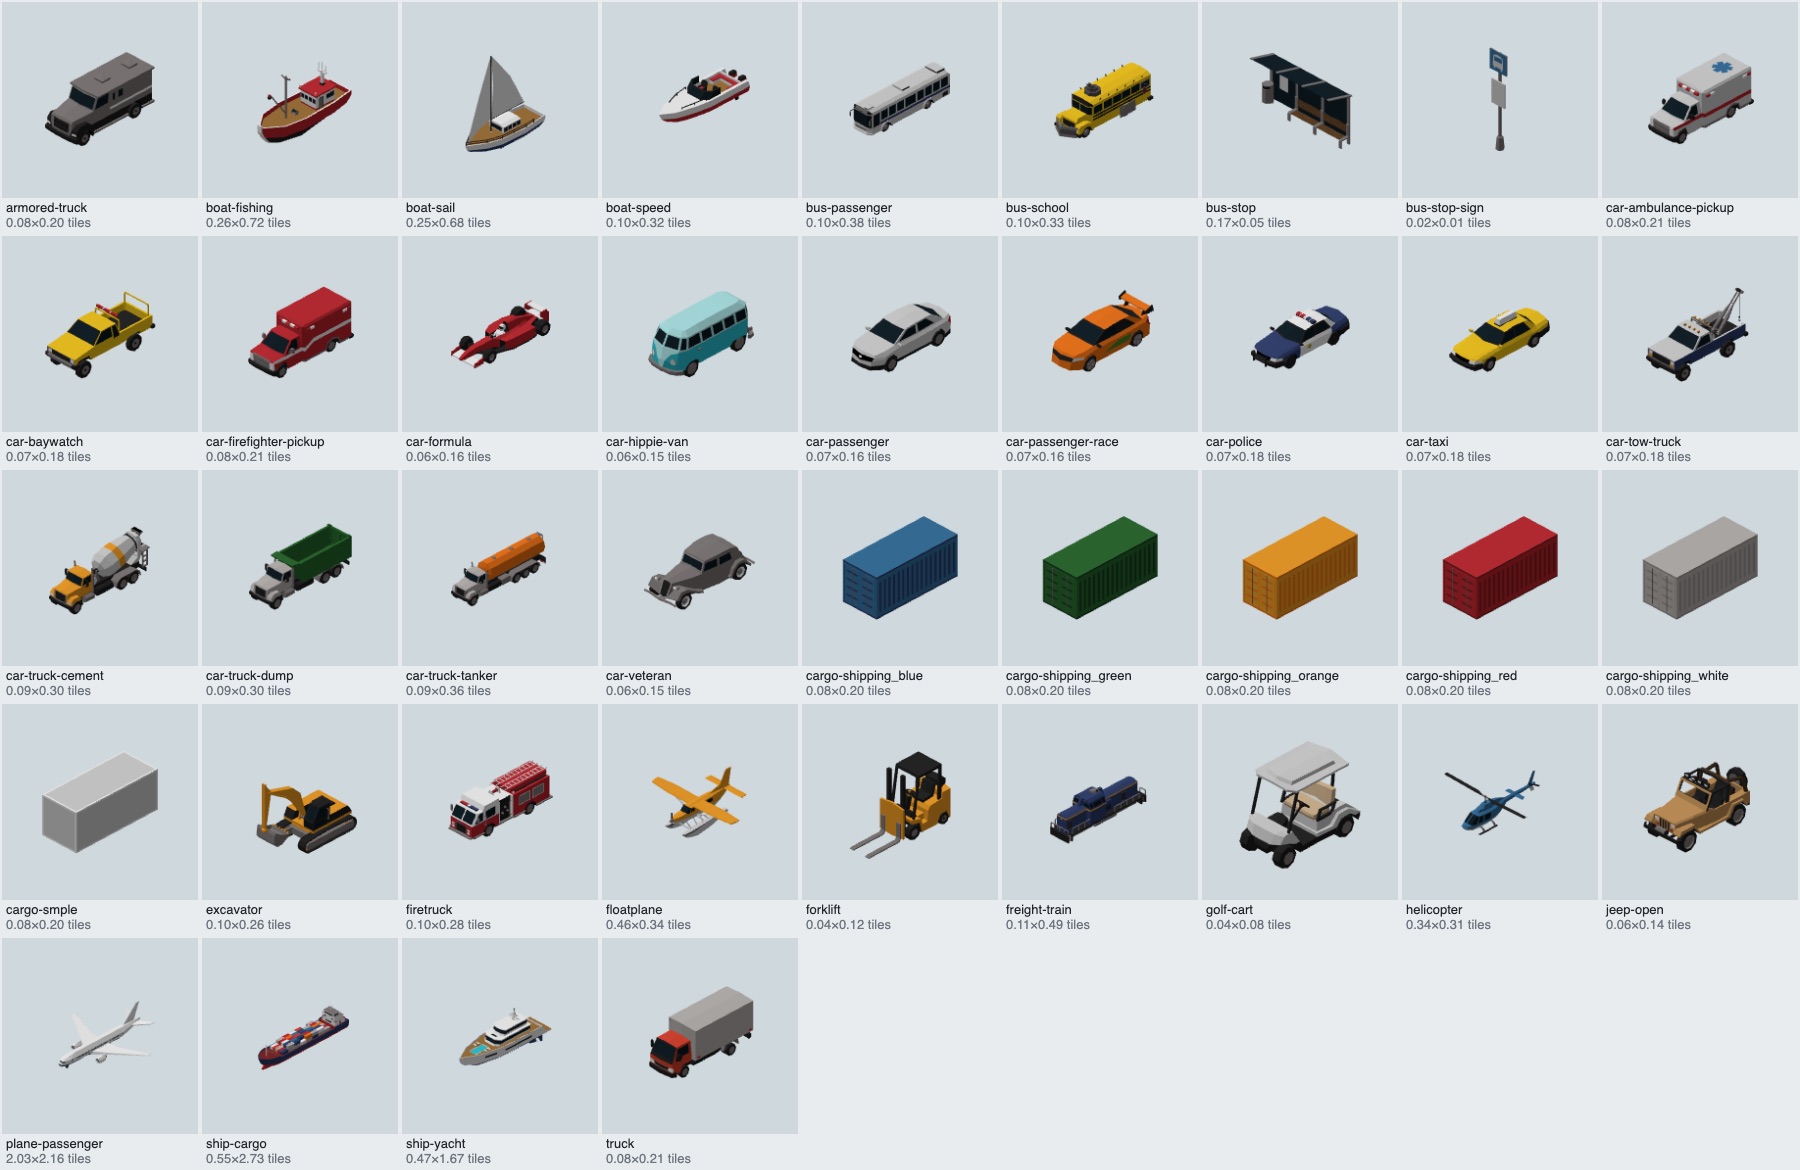 armored-truck
0.08×0.20 tiles
boat-fishing
0.26×0.72 tiles
boat-sail
0.25×0.68 tiles
boat-speed
0.10×0.32 tiles
bus-passenger
0.10×0.38 tiles
bus-school
0.10×0.33 tiles
bus-stop
0.17×0.05 tiles
bus-stop-sign
0.02×0.01 tiles
car-ambulance-pickup
0.08×0.21 tiles
car-baywatch
0.07×0.18 tiles
car-firefighter-pickup
0.08×0.21 tiles
car-formula
0.06×0.16 tiles
car-hippie-van
0.06×0.15 tiles
car-passenger
0.07×0.16 tiles
car-passenger-race
0.07×0.16 tiles
car-police
0.07×0.18 tiles
car-taxi
0.07×0.18 tiles
car-tow-truck
0.07×0.18 tiles
car-truck-cement
0.09×0.30 tiles
car-truck-dump
0.09×0.30 tiles
car-truck-tanker
0.09×0.36 tiles
car-veteran
0.06×0.15 tiles
cargo-shipping_blue
0.08×0.20 tiles
cargo-shipping_green
0.08×0.20 tiles
cargo-shipping_orange
0.08×0.20 tiles
cargo-shipping_red
0.08×0.20 tiles
cargo-shipping_white
0.08×0.20 tiles
cargo-smple
0.08×0.20 tiles
excavator
0.10×0.26 tiles
firetruck
0.10×0.28 tiles
floatplane
0.46×0.34 tiles
forklift
0.04×0.12 tiles
freight-train
0.11×0.49 tiles
golf-cart
0.04×0.08 tiles
helicopter
0.34×0.31 tiles
jeep-open
0.06×0.14 tiles
plane-passenger
2.03×2.16 tiles
ship-cargo
0.55×2.73 tiles
ship-yacht
0.47×1.67 tiles
truck
0.08×0.21 tiles